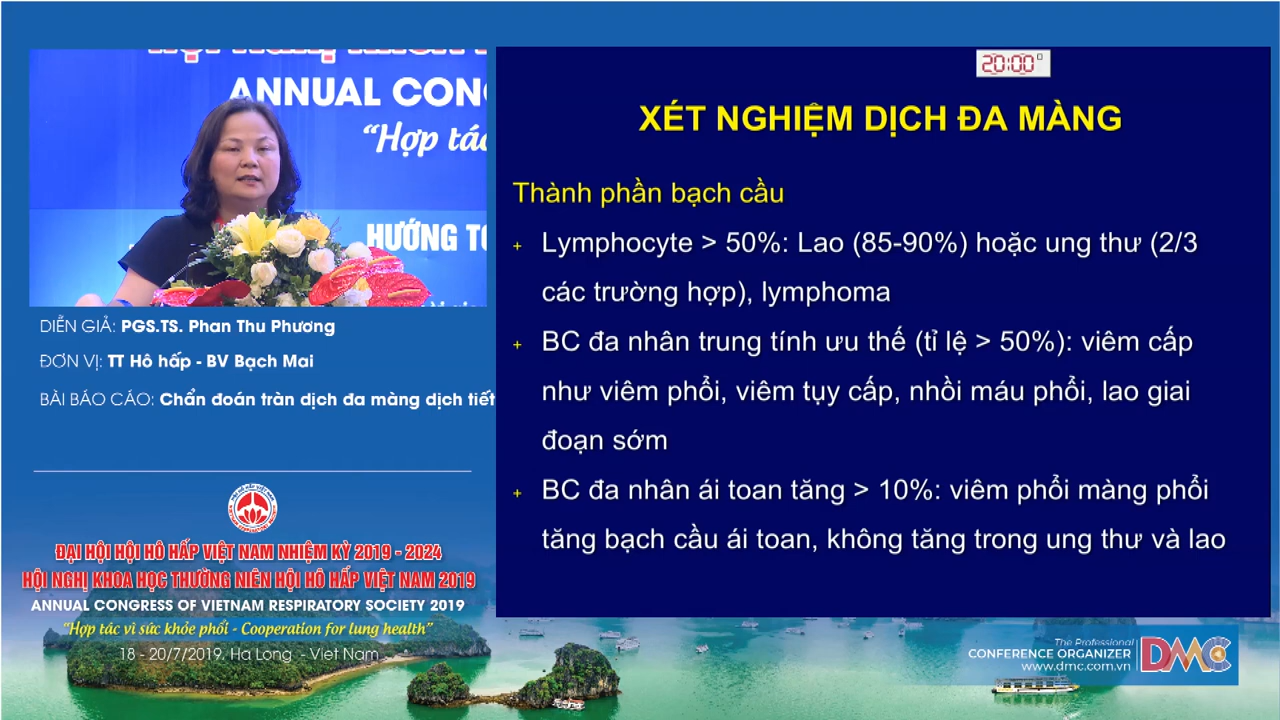 ANNUAL CON
"Hợp tác
HƯỚNG TỚ
DIỄN GIẢ: PGS.TS. Phan Thu Phương
ĐƠN VỊ: TT Hô hấp - BV Bạch Mai
BÀI BÁO CÁO: Chẩn đoán tràn dịch đa màng dịch tiết
ĐẠI HỘI HỘI HÔ HẤP VIỆT NAM NHIỆM KỲ 2019 - 2024
HỘI NGHỊ KHOA HỌC THƯỜNG NIÊN HỘI HÔ HẤP VIỆT NAM 2019
ANNUAL CONGRESS OF VIETNAM RESPIRATORY SOCIETY 2019
"Hợp tác vì sức khỏe phổi - Cooperation for lung health"
18 - 20/7/2019. Ha Long - Viet Nam
20:00
XÉT NGHIỆM DỊCH ĐA MÀNG
Thành phần bạch cầu
+ Lymphocyte > 50%: Lao (85-90%) hoặc ung thư (2/3
các trường hợp), lymphoma
+ BC đa nhân trung tính ưu thế (tỉ lệ > 50%): viêm cấp
như viêm phổi, viêm tụy cấp, nhồi máu phổi, lao giai
đoạn sớm
+ BC đa nhân ái toan tăng > 10%: viêm phổi màng phổi
tăng bạch cầu ái toan, không tăng trong ung thư và lao
The Professional
CONFERENCE ORGANIZER
www.dmc.com.vn
DMC